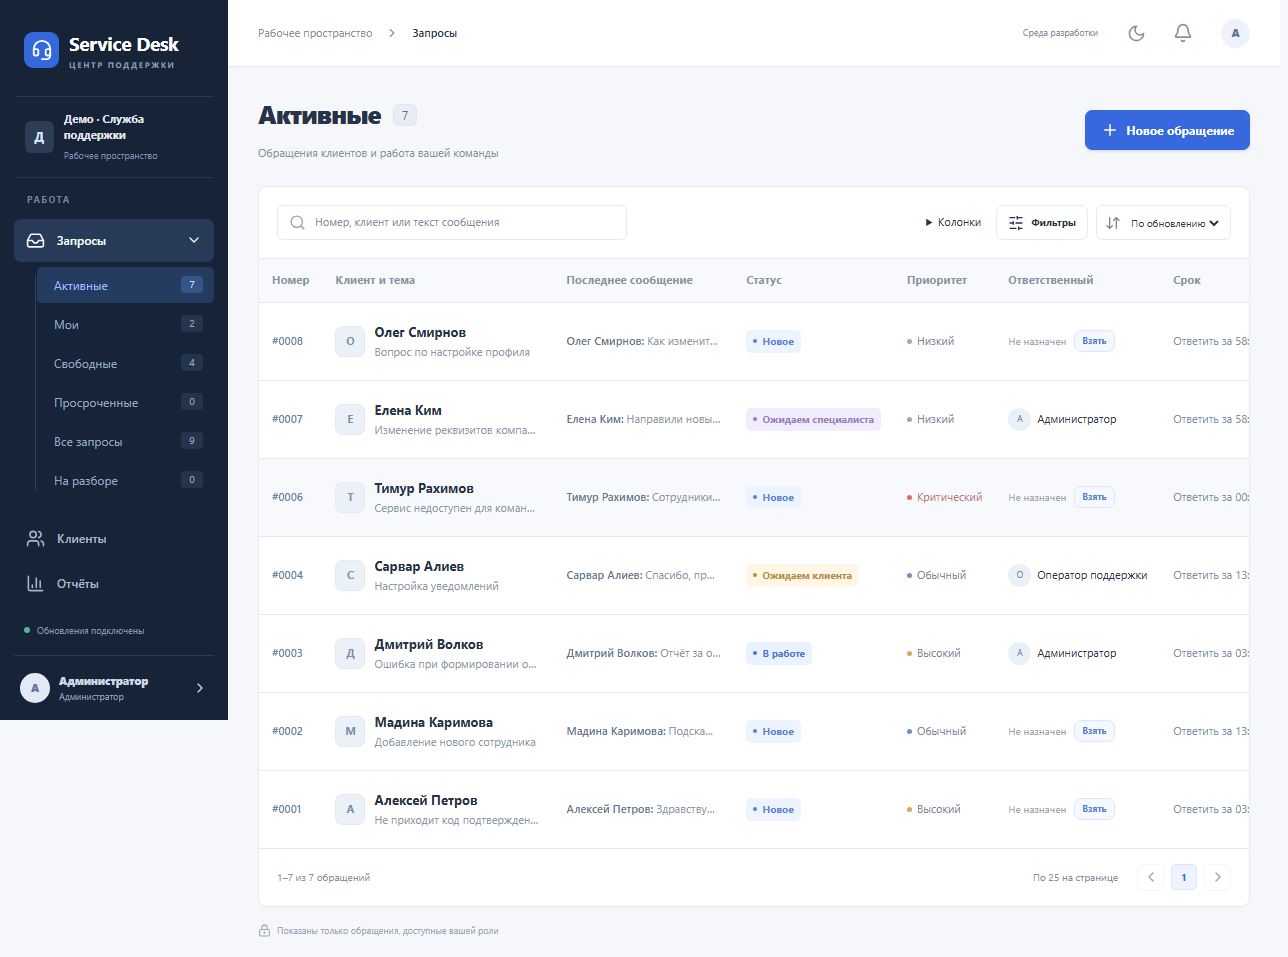 Service Desk
ЦЕНТР ПОДДЕРЖКИ
Д
Демо · Служба
поддержки
Рабочее пространство
РАБОТА
Запросы
Активные 7
Мои 2
Свободные 4
Просроченные 0
Все запросы 9
На разборе 0
Клиенты
Отчёты
Обновления подключены
А
Администратор
Администратор
Рабочее пространство Запросы
Среда разработки
А
Активные 7
Обращения клиентов и работа вашей команды
Новое обращение
Номер, клиент или текст сообщения
Колонки
Фильтры
По обновлению
Номер Клиент и тема Последнее сообщение Статус Приоритет Ответственный Срок
#0008 О Олег Смирнов Олег Смирнов: Как изменит... Новое Низкий Не назначен Взять Ответить за 58:
Вопрос по настройке профиля
#0007 Е Елена Ким Елена Ким: Направили новы... Ожидаем специалиста Низкий А Администратор Ответить за 58:
Изменение реквизитов компа...
#0006 Т Тимур Рахимов Тимур Рахимов: Сотрудники... Новое Критический Не назначен Взять Ответить за 00:
Сервис недоступен для коман...
#0004 С Сарвар Алиев Сарвар Алиев: Спасибо, пр... Ожидаем клиента Обычный О Оператор поддержки Ответить за 13:
Настройка уведомлений
#0003 Д Дмитрий Волков Дмитрий Волков: Отчёт за о... В работе Высокий А Администратор Ответить за 03:
Ошибка при формировании о...
#0002 М Мадина Каримова Мадина Каримова: Подска... Новое Обычный Не назначен Взять Ответить за 13:
Добавление нового сотрудника
#0001 А Алексей Петров Алексей Петров: Здравству... Новое Высокий Не назначен Взять Ответить за 03:
Не приходит код подтвержден...
1–7 из 7 обращений
По 25 на странице
1
Показаны только обращения, доступные вашей роли